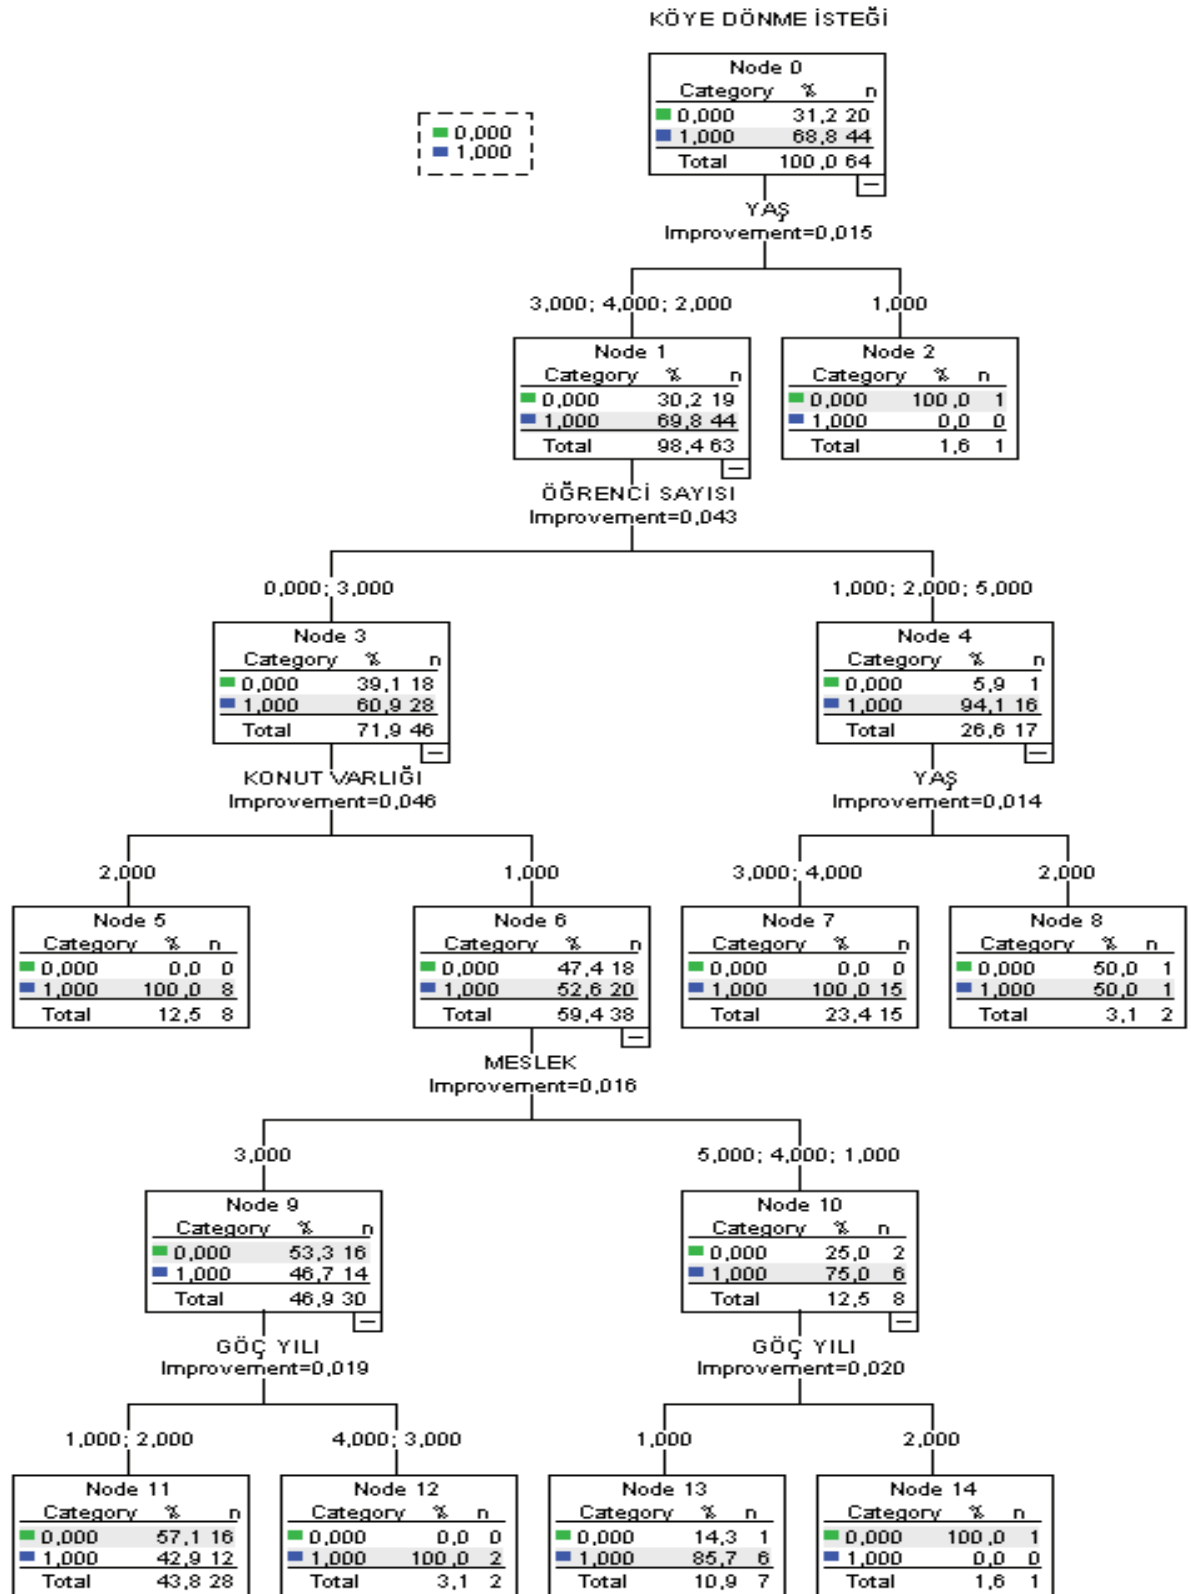 KÖYE DÖNME İSTEĞİ
Node 0
Category % n
0,000 31,2 20
1,000 68,8 44
Total 100,0 64
0,000
1,000
YAŞ
Improvement=0,015
3,000; 4,000; 2,000
1,000
Node 1
Category % n
0,000 30,2 19
1,000 69,8 44
Total 98,4 63
Node 2
Category % n
0,000 100,0 1
1,000 0,0 0
Total 1,6 1
ÖĞRENCİ SAYISI
Improvement=0,043
0,000; 3,000
1,000; 2,000; 5,000
Node 3
Category % n
0,000 39,1 18
1,000 60,9 28
Total 71,9 46
Node 4
Category % n
0,000 5,9 1
1,000 94,1 16
Total 26,6 17
KONUT VARLIĞI
Improvement=0,046
YAŞ
Improvement=0,014
2,000
1,000
3,000; 4,000
2,000
Node 5
Category % n
0,000 0,0 0
1,000 100,0 8
Total 12,5 8
Node 6
Category % n
0,000 47,4 18
1,000 52,6 20
Total 59,4 38
Node 7
Category % n
0,000 0,0 0
1,000 100,0 15
Total 23,4 15
Node 8
Category % n
0,000 50,0 1
1,000 50,0 1
Total 3,1 2
MESLEK
Improvement=0,016
3,000
5,000; 4,000; 1,000
Node 9
Category % n
0,000 53,3 16
1,000 46,7 14
Total 46,9 30
Node 10
Category % n
0,000 25,0 2
1,000 75,0 6
Total 12,5 8
GÖÇ YILI
Improvement=0,019
GÖÇ YILI
Improvement=0,020
1,000; 2,000
4,000; 3,000
1,000
2,000
Node 11
Category % n
0,000 57,1 16
1,000 42,9 12
Total 43,8 28
Node 12
Category % n
0,000 0,0 0
1,000 100,0 2
Total 3,1 2
Node 13
Category % n
0,000 14,3 1
1,000 85,7 6
Total 10,9 7
Node 14
Category % n
0,000 100,0 1
1,000 0,0 0
Total 1,6 1